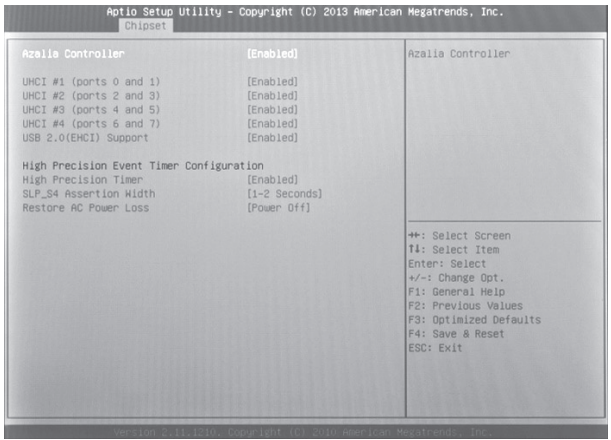 Aptio Setup Utility – Copyright (C) 2013 American Megatrends, Inc.
Chipset
Azalia Controller [Enabled]
UHCI #1 (ports 0 and 1) [Enabled]
UHCI #2 (ports 2 and 3) [Enabled]
UHCI #3 (ports 4 and 5) [Enabled]
UHCI #4 (ports 6 and 7) [Enabled]
USB 2.0(EHCI) Support [Enabled]
High Precision Event Timer Configuration
High Precision Timer [Enabled]
SLP_S4 Assertion Width [1-2 Seconds]
Restore AC Power Loss [Power Off]
Azalia Controller
→←: Select Screen
↑↓: Select Item
Enter: Select
+/-: Change Opt.
F1: General Help
F2: Previous Values
F3: Optimized Defaults
F4: Save & Reset
ESC: Exit
Version 2.11.1210. Copyright (C) 2010 American Megatrends, Inc.